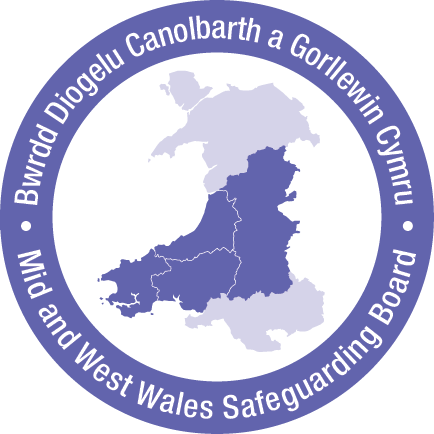 Bwrdd Diogelu Canolbarth a Gorllewin Cymru
Mid and West Wales Safeguarding Board